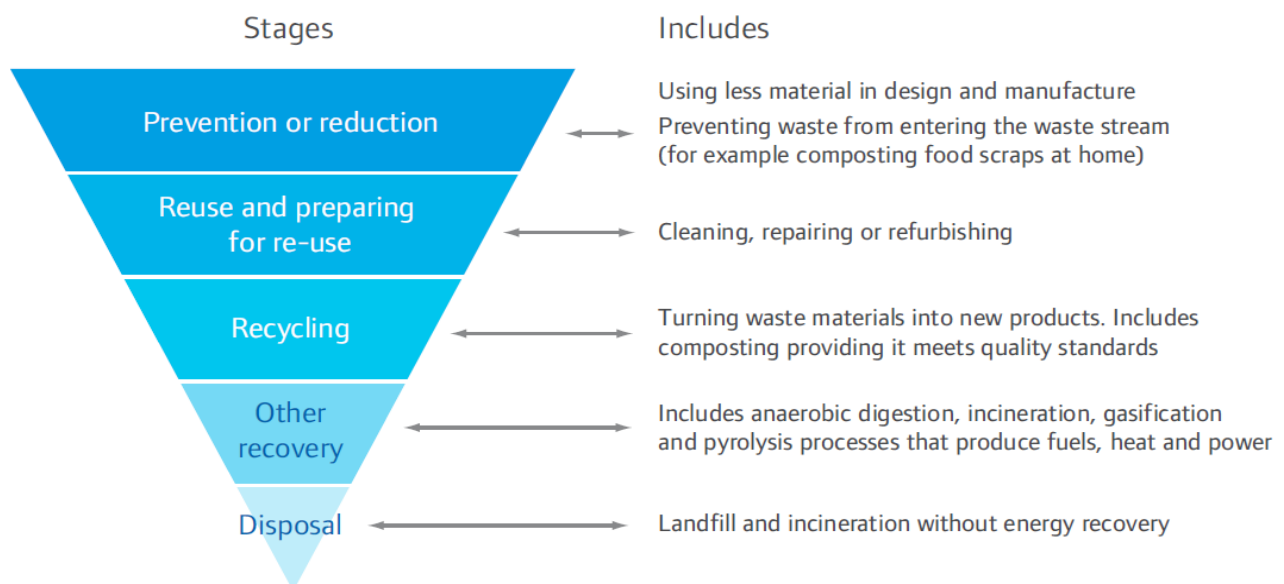 Stages
Includes
Prevention or reduction
Using less material in design and manufacture
Preventing waste from entering the waste stream
(for example composting food scraps at home)
Reuse and preparing
for re-use
Cleaning, repairing or refurbishing
Recycling
Turning waste materials into new products. Includes
composting providing it meets quality standards
Other
recovery
Includes anaerobic digestion, incineration, gasification
and pyrolysis processes that produce fuels, heat and power
Disposal
Landfill and incineration without energy recovery